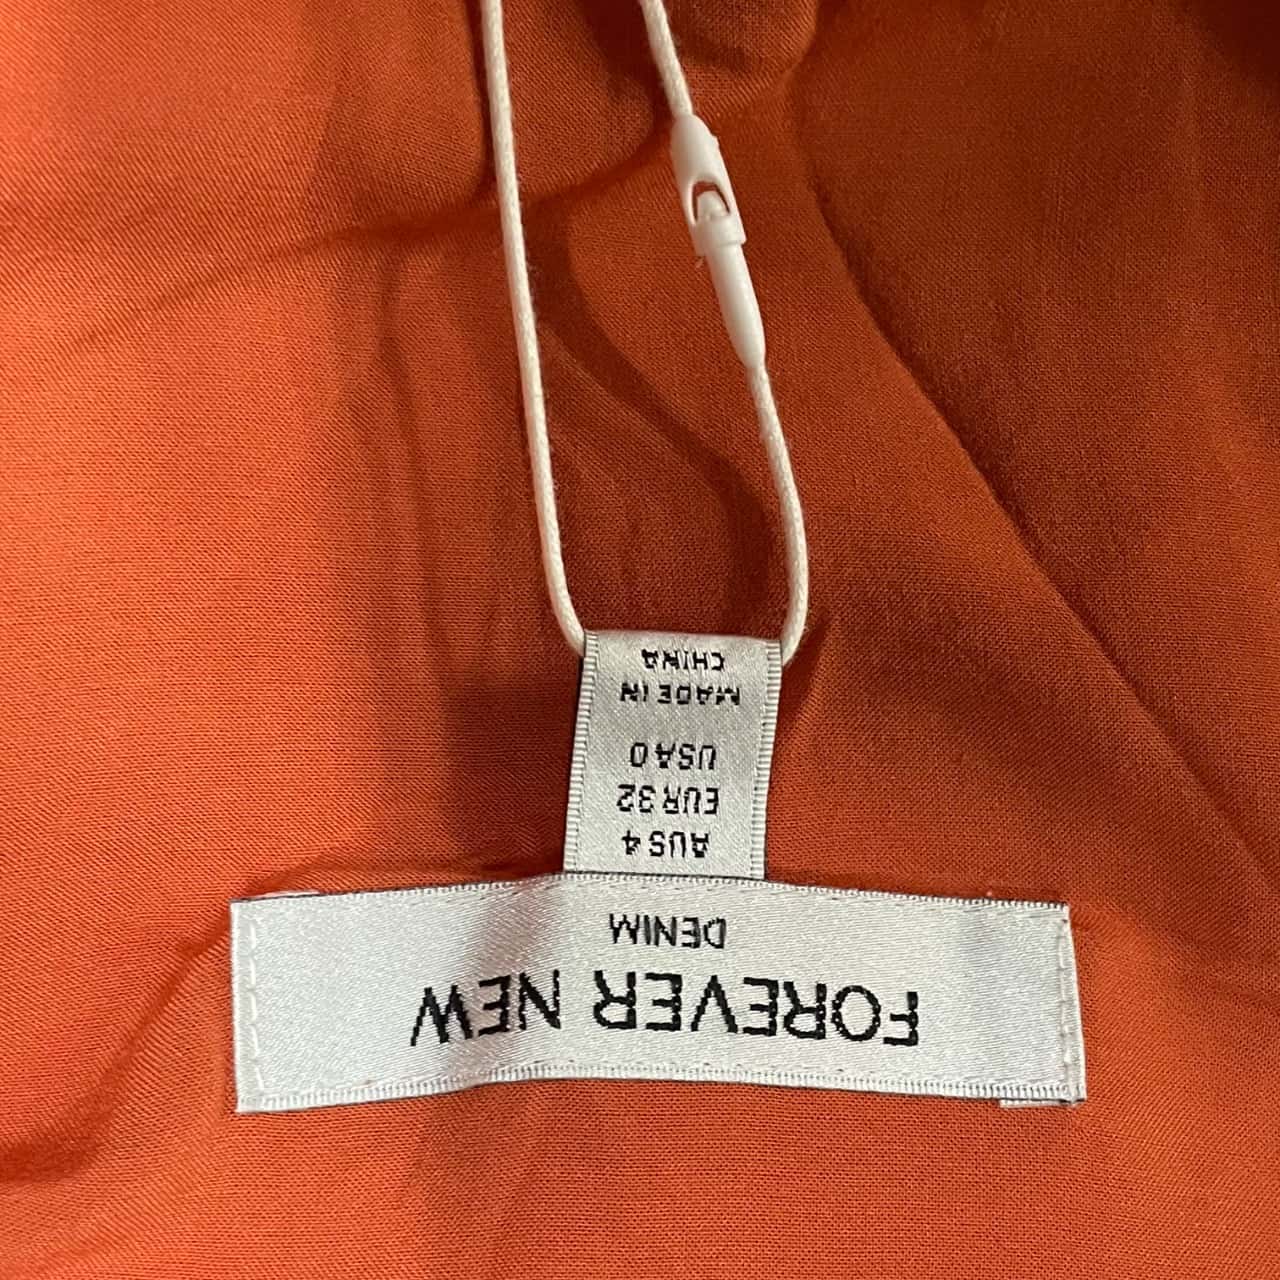 FOREVER NEW
DENIM
AUS 4
EUR 32
USA 0
MADE IN
CHINA